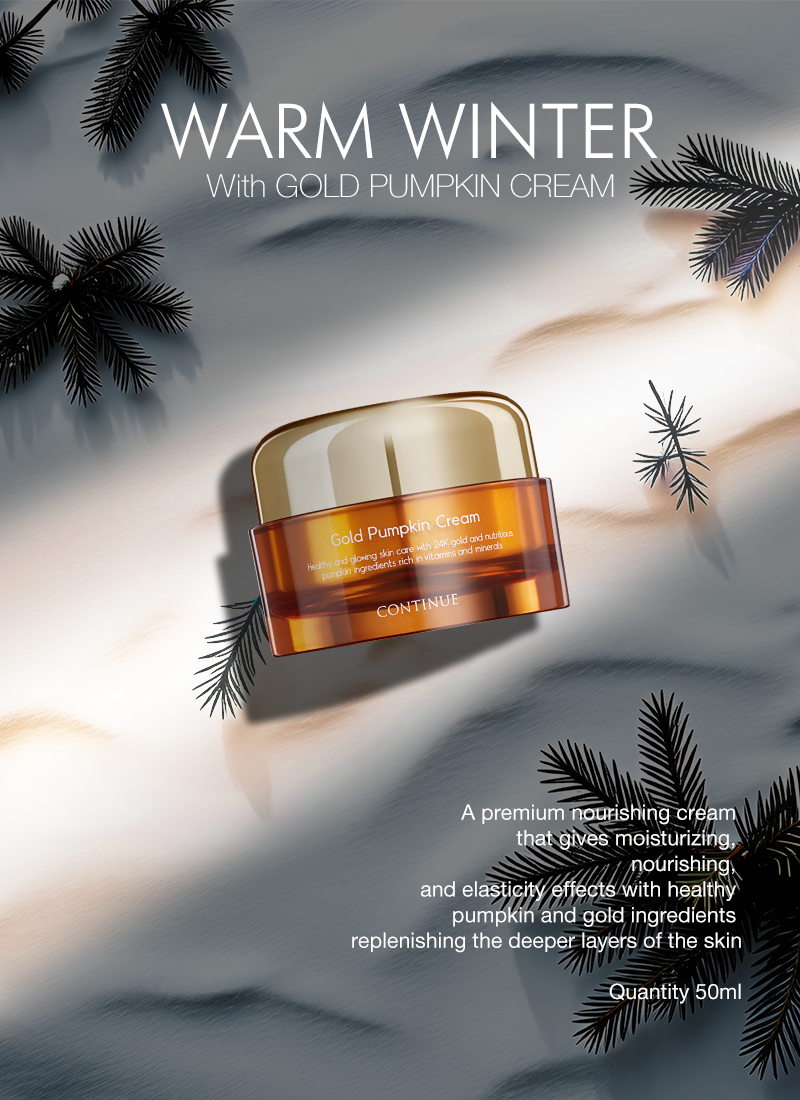 WARM WINTER
With GOLD PUMPKIN CREAM
Gold Pumpkin Cream
Healthy and glowing skin care with 24K gold and nutritious
pumpkin ingredients rich in vitamins and minerals
CONTINUE
A premium nourishing cream
that gives moisturizing,
nourishing,
and elasticity effects with healthy
pumpkin and gold ingredients
replenishing the deeper layers of the skin
Quantity 50ml